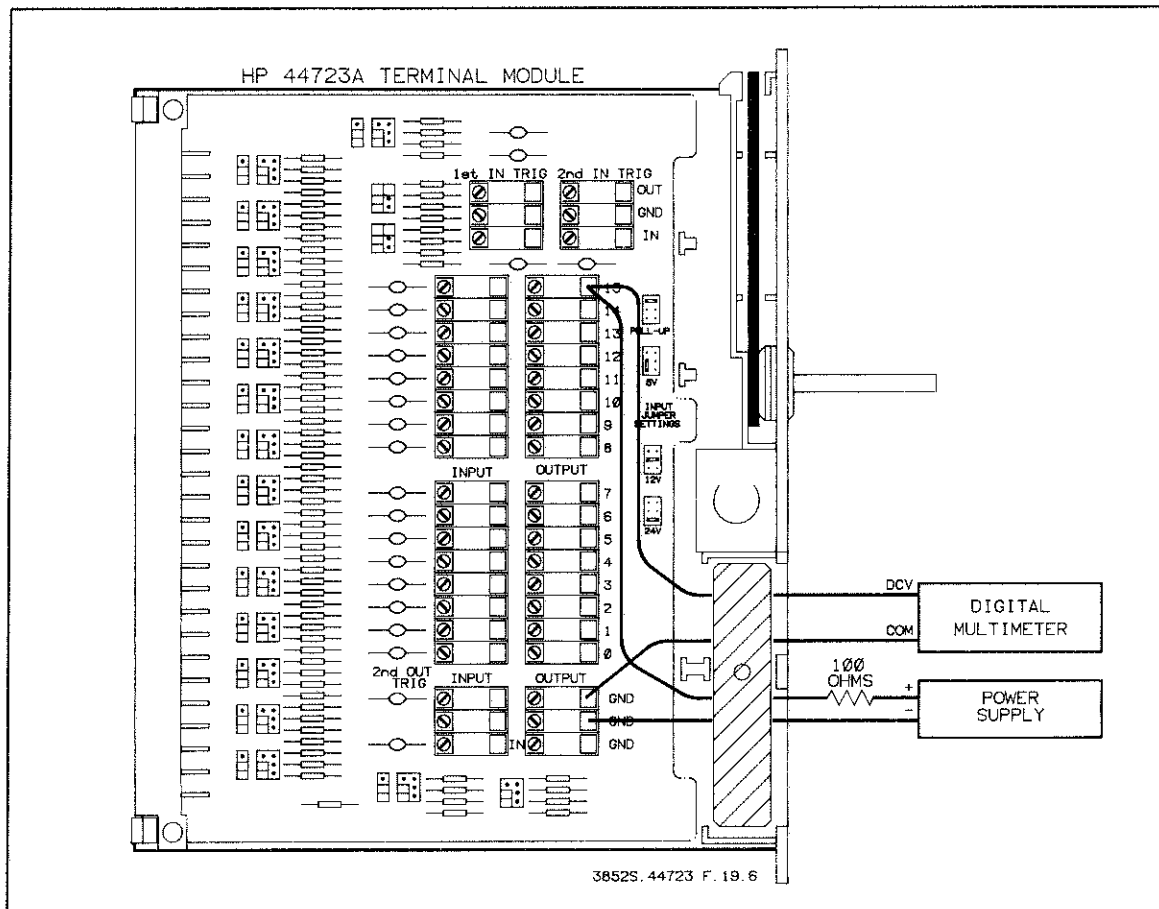 HP 44723A TERMINAL MODULE
1st IN TRIG 2nd IN TRIG
OUT
GND
IN
15
14
13
PULL-UP
12
5V
11
10
INPUT
JUMPER
SETTINGS
9
8
INPUT OUTPUT
12V
7
6
24V
5
4
3
DCV
DIGITAL
MULTIMETER
2
1
COM
0
2nd OUT
TRIG
INPUT OUTPUT
100
OHMS
GND
+
POWER
SUPPLY
-
GND
IN GND
3852S.44723 F.19.6